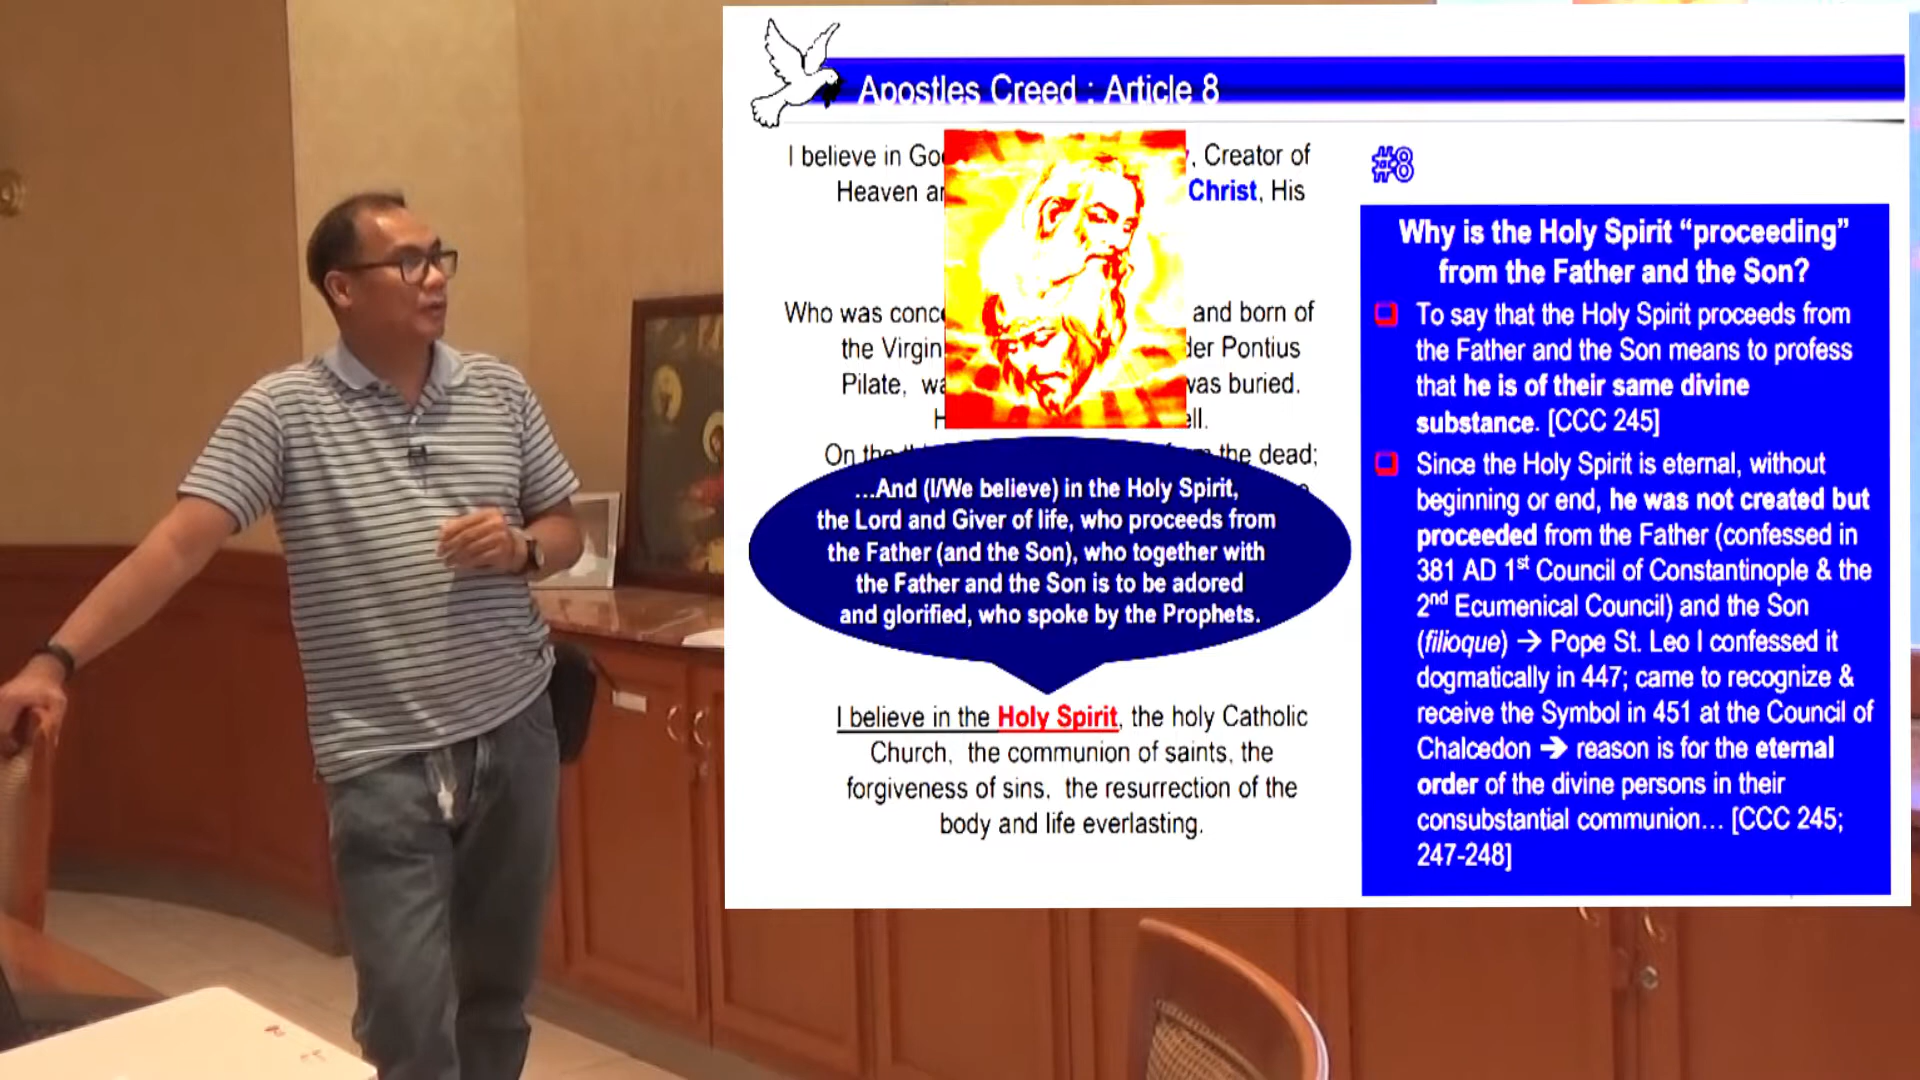 Apostles Creed : Article 8
I believe in Go , Creator of
Heaven Christ, His
Who was and born of
the Virgin Pontius
Pilate, was buried.
On the dead;
…And (I/We believe) in the Holy Spirit,
the Lord and Giver of life, who proceeds from
the Father (and the Son), who together with
the Father and the Son is to be adored
and glorified, who spoke by the Prophets.
I believe in the Holy Spirit, the holy Catholic
Church, the communion of saints, the
forgiveness of sins, the resurrection of the
body and life everlasting.
#8
Why is the Holy Spirit “proceeding”
from the Father and the Son?
To say that the Holy Spirit proceeds from
the Father and the Son means to profess
that he is of their same divine
substance. [CCC 245]
Since the Holy Spirit is eternal, without
beginning or end, he was not created but
proceeded from the Father (confessed in
381 AD 1st Council of Constantinople & the
2nd Ecumenical Council) and the Son
(filioque) → Pope St. Leo I confessed it
dogmatically in 447; came to recognize &
receive the Symbol in 451 at the Council of
Chalcedon → reason is for the eternal
order of the divine persons in their
consubstantial communion… [CCC 245;
247-248]